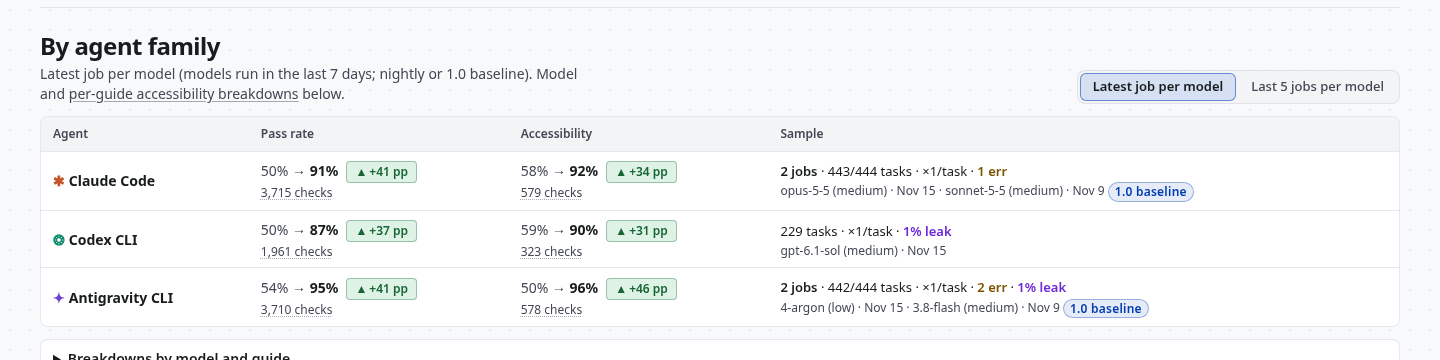 By agent family
Latest job per model (models run in the last 7 days; nightly or 1.0 baseline). Model
and per-guide accessibility breakdowns below.
Latest job per model Last 5 jobs per model
Agent Pass rate Accessibility Sample
Claude Code 50% → 91% ▲ +41 pp 58% → 92% ▲ +34 pp 2 jobs · 443/444 tasks · ×1/task · 1 err
3,715 checks 579 checks opus-5-5 (medium) · Nov 15 · sonnet-5-5 (medium) · Nov 9 1.0 baseline
Codex CLI 50% → 87% ▲ +37 pp 59% → 90% ▲ +31 pp 229 tasks · ×1/task · 1% leak
1,961 checks 323 checks gpt-6.1-sol (medium) · Nov 15
Antigravity CLI 54% → 95% ▲ +41 pp 50% → 96% ▲ +46 pp 2 jobs · 442/444 tasks · ×1/task · 2 err · 1% leak
3,710 checks 578 checks 4-argon (low) · Nov 15 · 3.8-flash (medium) · Nov 9 1.0 baseline
▶ Breakdowns by model and guide